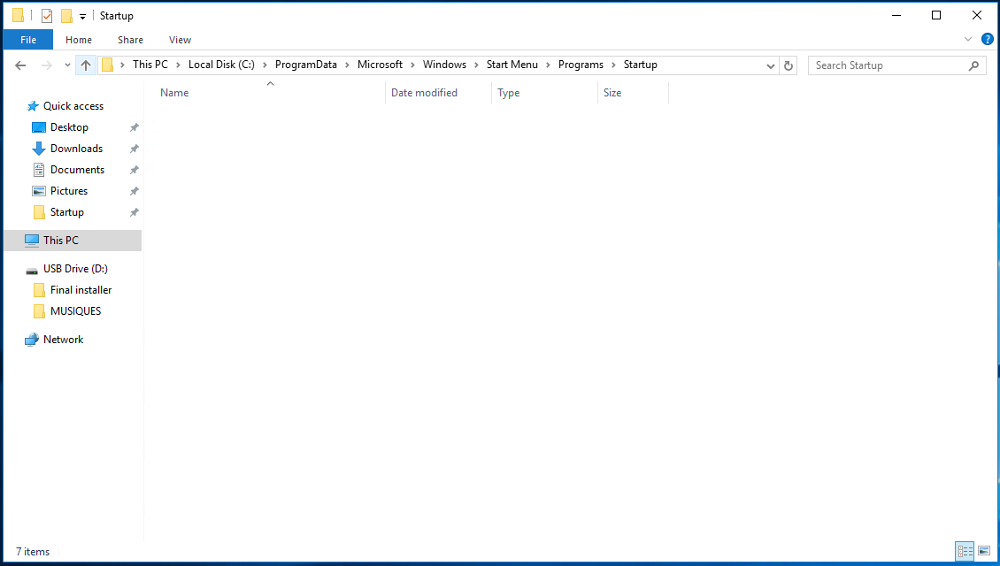 Startup
File Home Share View
This PC Local Disk (C:) ProgramData Microsoft Windows Start Menu Programs Startup Search Startup
Name Date modified Type Size
Quick access
Desktop
Downloads
Documents
Pictures
Startup
This PC
USB Drive (D:)
Final installer
MUSIQUES
Network
7 items